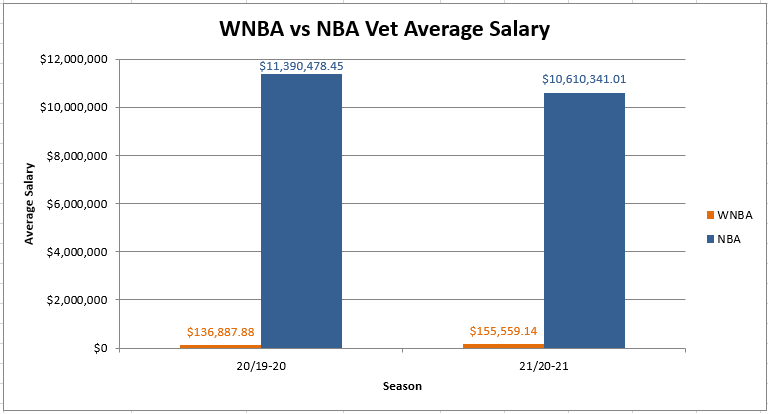 WNBA vs NBA Vet Average Salary
$12,000,000
$11,390,478.45
$10,610,341.01
$10,000,000
$8,000,000
Average Salary
$6,000,000
WNBA
NBA
$4,000,000
$2,000,000
$136,887.88
$155,559.14
$0
20/19-20
21/20-21
Season